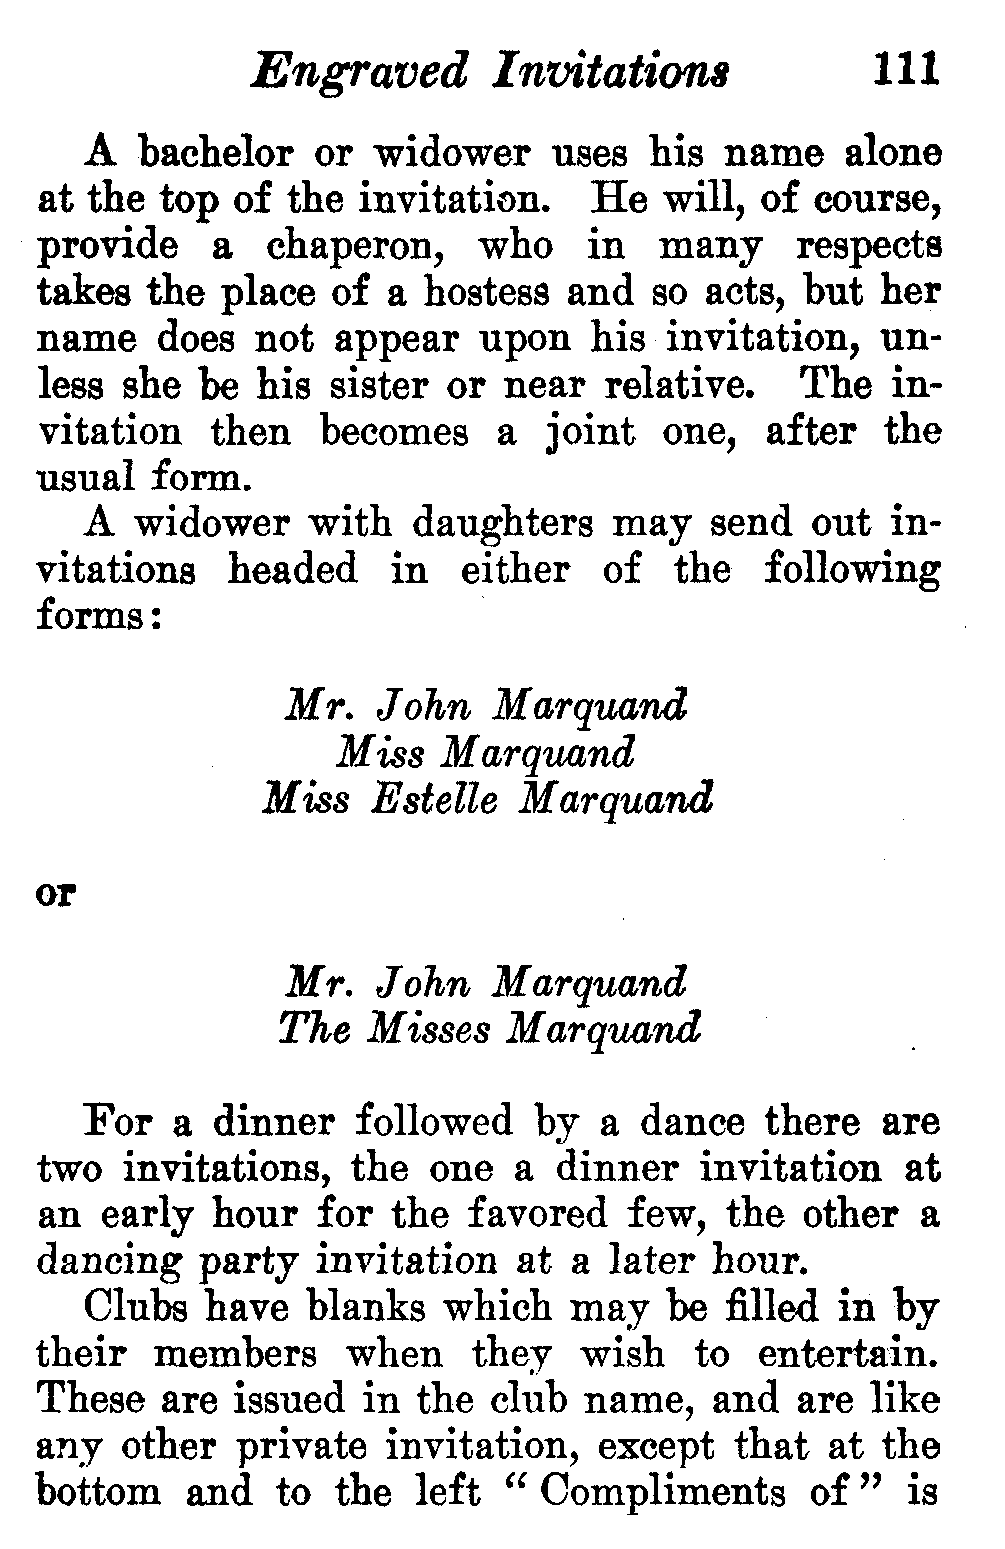 Engraved Invitations 111
A bachelor or widower uses his name alone
at the top of the invitation. He will, of course,
provide a chaperon, who in many respects
takes the place of a hostess and so acts, but her
name does not appear upon his invitation, un-
less she be his sister or near relative. The in-
vitation then becomes a joint one, after the
usual form.
A widower with daughters may send out in-
vitations headed in either of the following
forms:
Mr. John Marquand
Miss Marquand
Miss Estelle Marquand
or
Mr. John Marquand
The Misses Marquand
For a dinner followed by a dance there are
two invitations, the one a dinner invitation at
an early hour for the favored few, the other a
dancing party invitation at a later hour.
Clubs have blanks which may be filled in by
their members when they wish to entertain.
These are issued in the club name, and are like
any other private invitation, except that at the
bottom and to the left “Compliments of” is